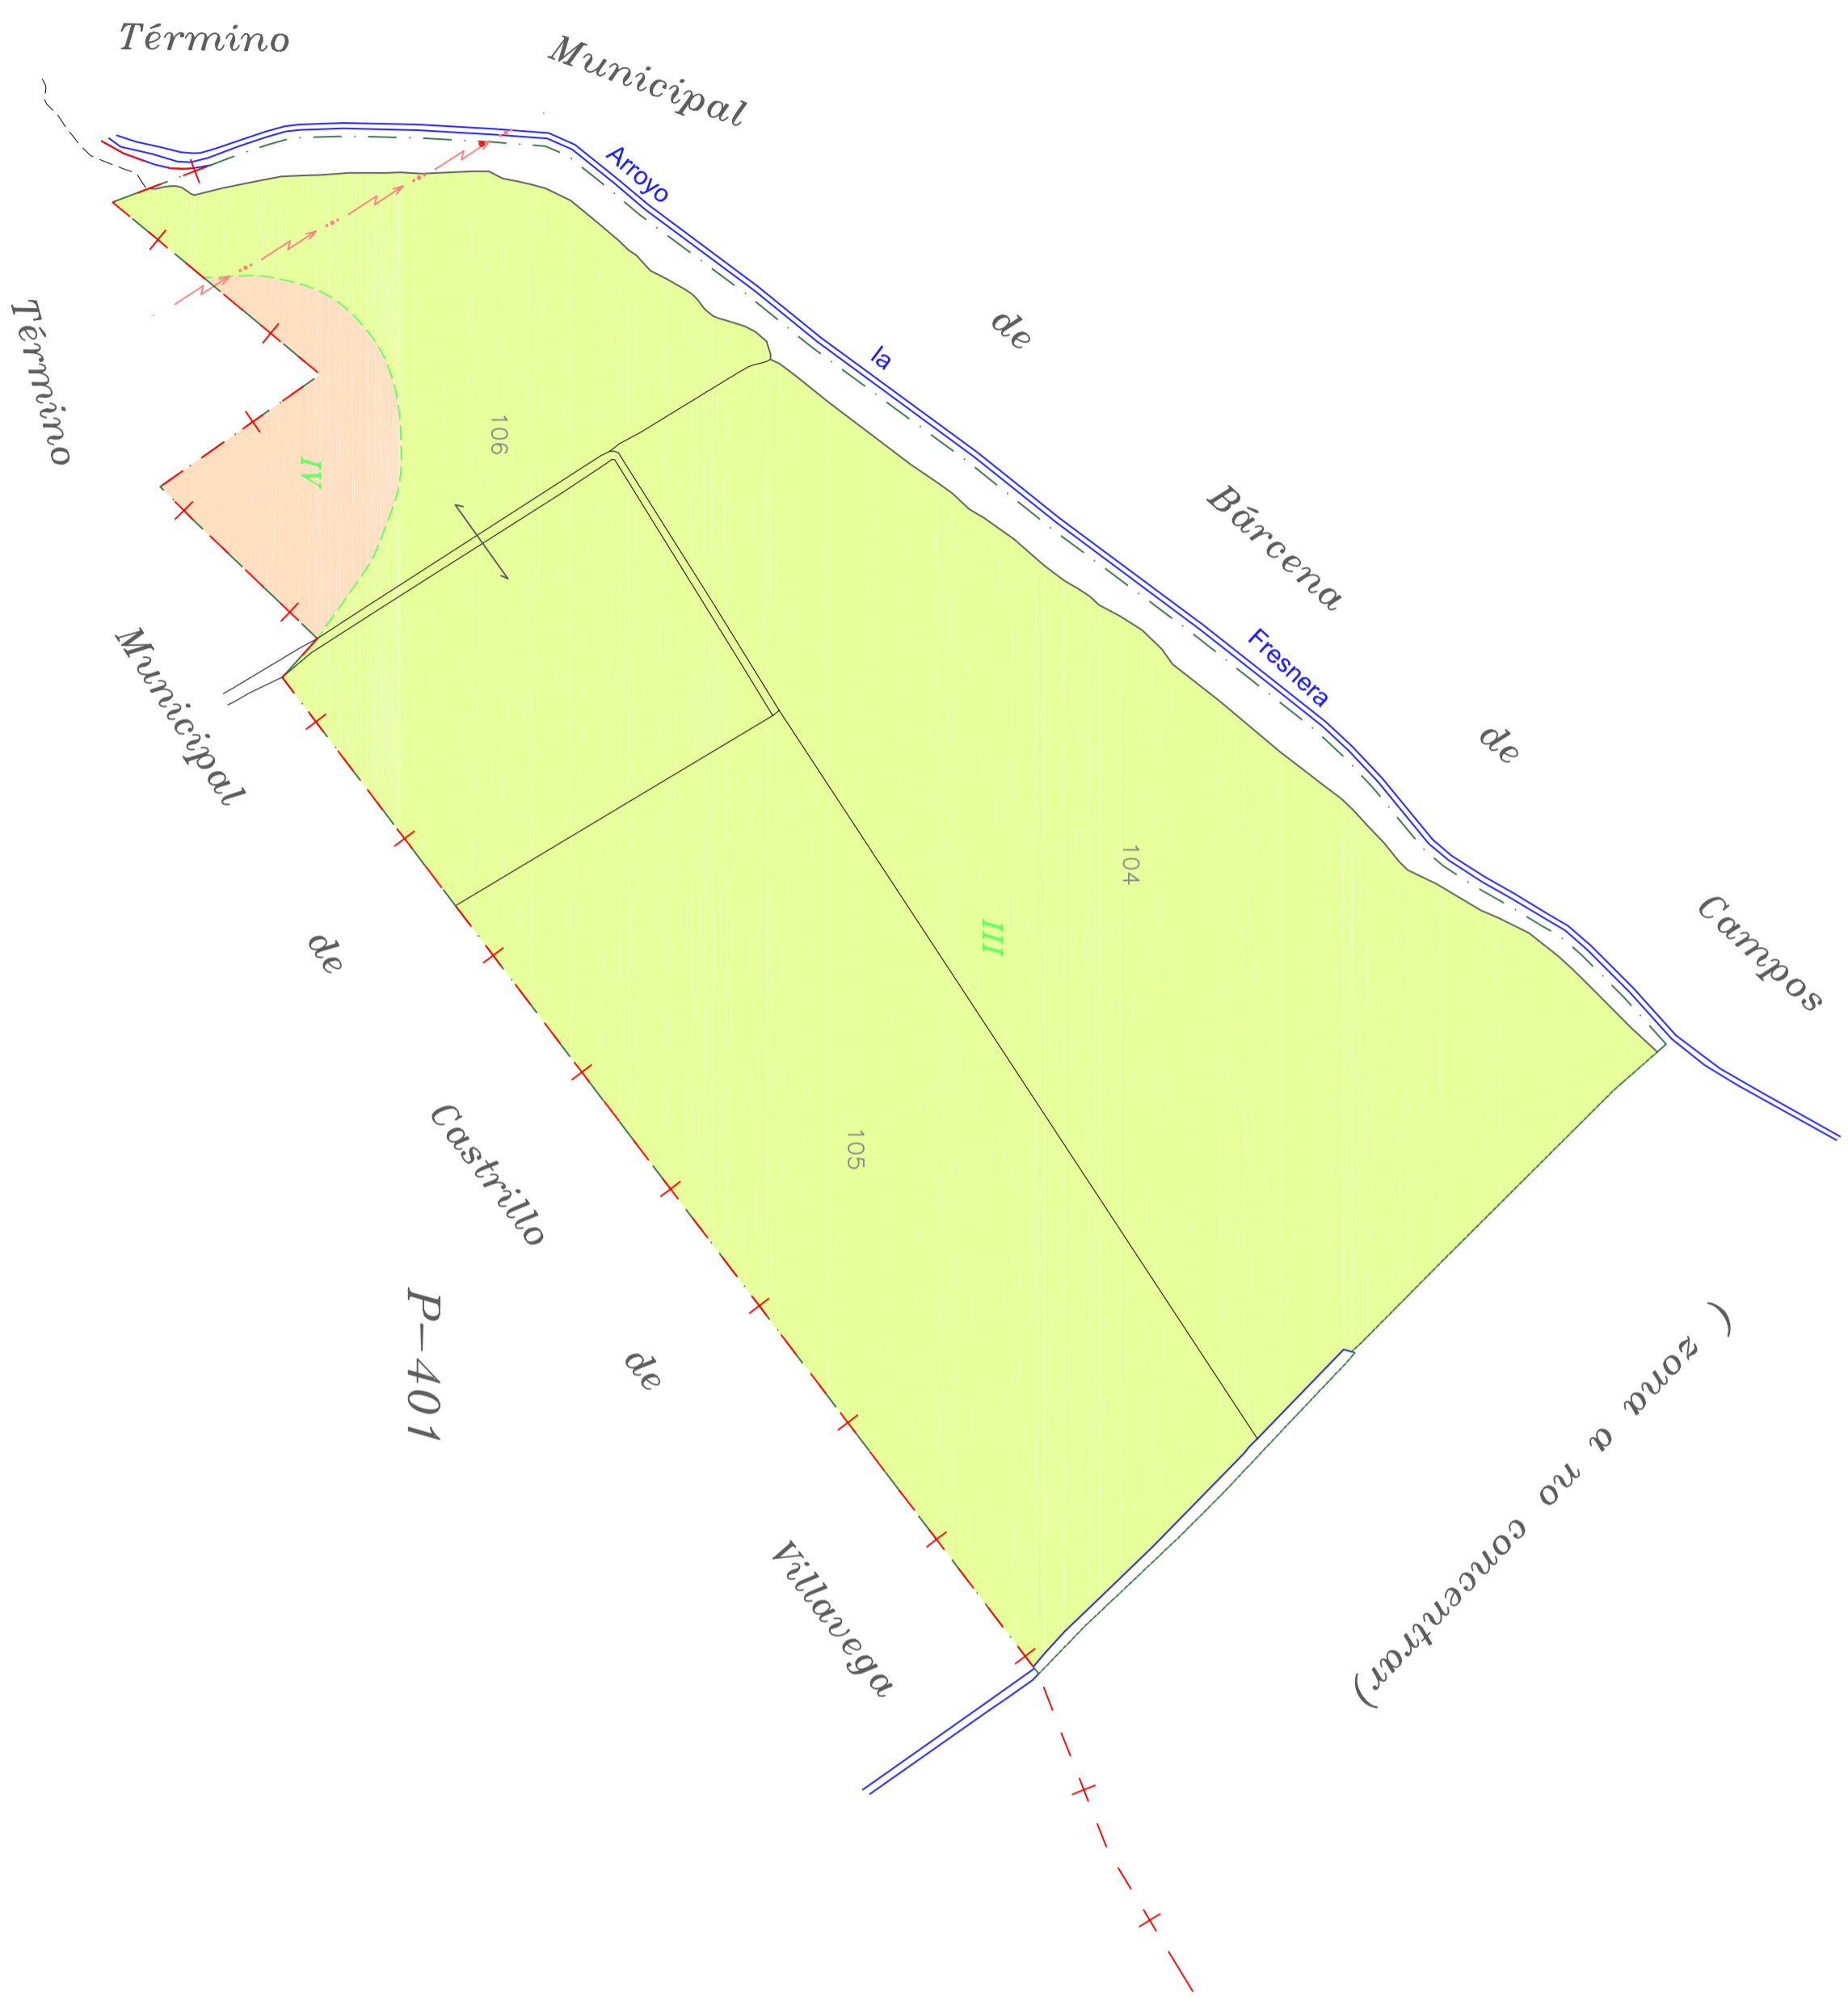 Término Municipal de Bárcena de Campos
Arroyo la Fresnera
Término Municipal de Castrillo de Villavega
IV
106
104
III
105
P-401
( zona a no concentrar)